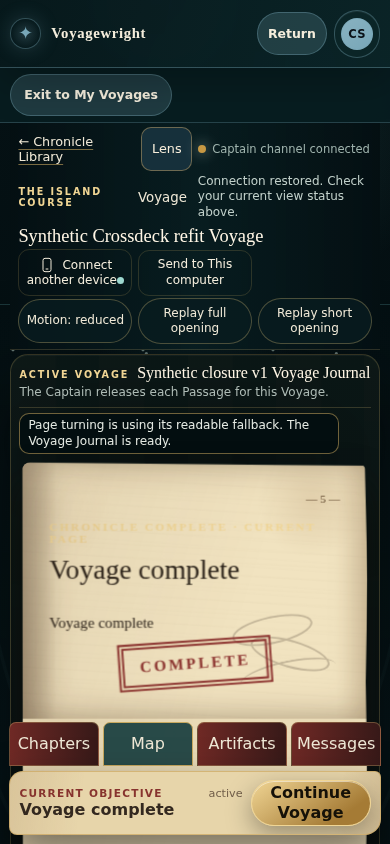 Voyagewright
Return
CS
Exit to My Voyages
← Chronicle
Library
Lens
Captain channel connected
THE ISLAND
COURSE
Voyage
Connection restored. Check
your current view status
above.
Synthetic Crossdeck refit Voyage
Connect
another device
Send to This
computer
Motion: reduced
Replay full
opening
Replay short
opening
ACTIVE VOYAGE
Synthetic closure v1 Voyage Journal
The Captain releases each Passage for this Voyage.
Page turning is using its readable fallback. The
Voyage Journal is ready.
— 5 —
CHRONICLE COMPLETE · CURRENT
PAGE
Voyage complete
Voyage complete
COMPLETE
Chapters
Map
Artifacts
Messages
CURRENT OBJECTIVE
Voyage complete
active
Continue
Voyage